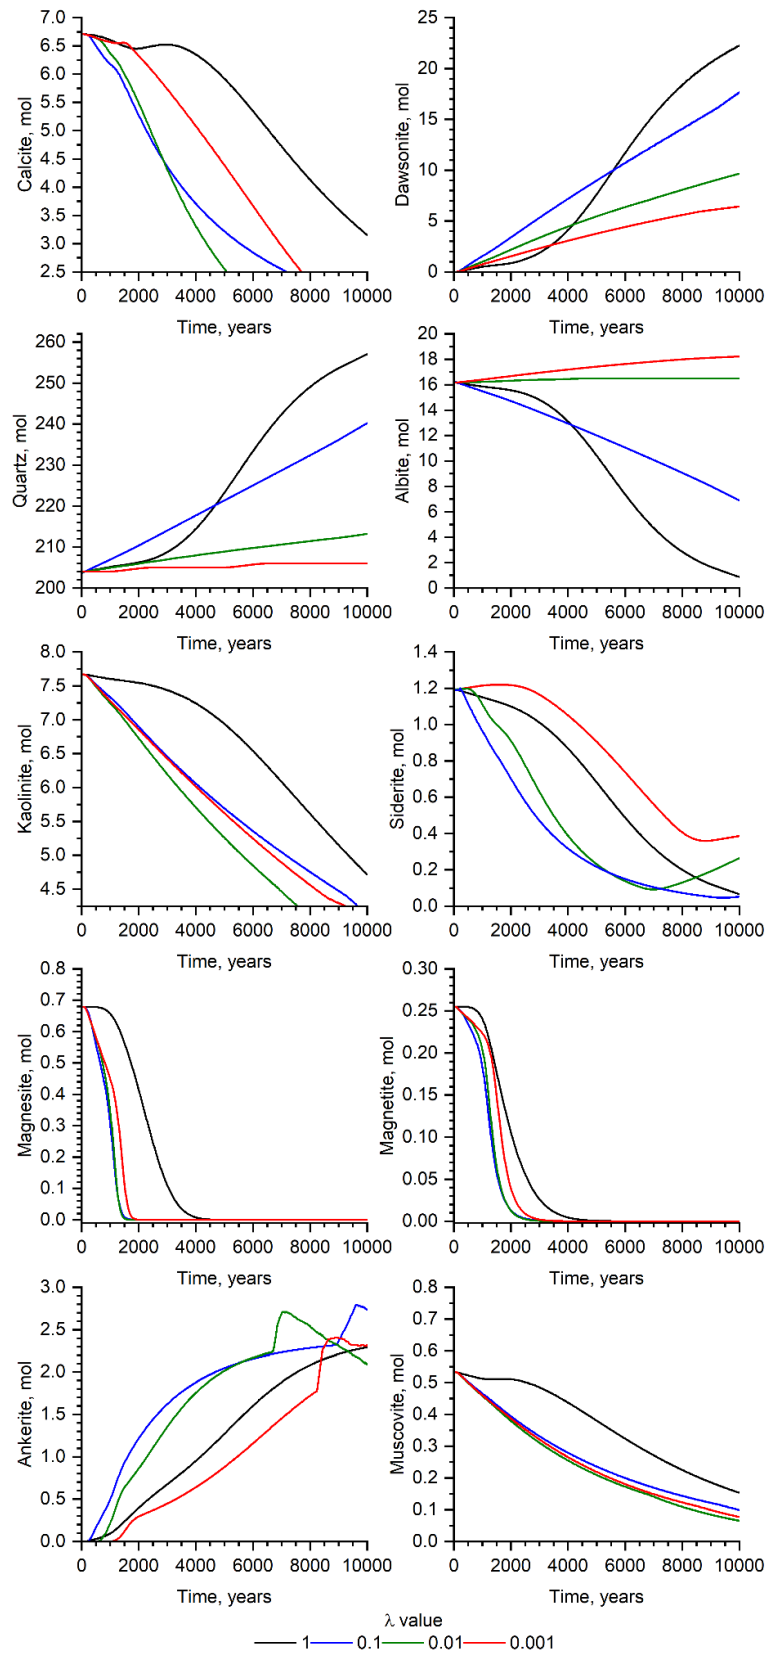 Calcite, mol
7.0
6.5
6.0
5.5
5.0
4.5
4.0
3.5
3.0
2.5
0 2000 4000 6000 8000 10000
Time, years
Dawsonite, mol
25
20
15
10
5
0
0 2000 4000 6000 8000 10000
Time, years
Quartz, mol
260
250
240
230
220
210
200
0 2000 4000 6000 8000 10000
Time, years
Albite, mol
20
18
16
14
12
10
8
6
4
2
0
0 2000 4000 6000 8000 10000
Time, years
Kaolinite, mol
8.0
7.5
7.0
6.5
6.0
5.5
5.0
4.5
0 2000 4000 6000 8000 10000
Time, years
Siderite, mol
1.4
1.2
1.0
0.8
0.6
0.4
0.2
0.0
0 2000 4000 6000 8000 10000
Time, years
Magnesite, mol
0.8
0.7
0.6
0.5
0.4
0.3
0.2
0.1
0.0
0 2000 4000 6000 8000 10000
Time, years
Magnetite, mol
0.30
0.25
0.20
0.15
0.10
0.05
0.00
0 2000 4000 6000 8000 10000
Time, years
Ankerite, mol
3.0
2.5
2.0
1.5
1.0
0.5
0.0
0 2000 4000 6000 8000 10000
Time, years
Muscovite, mol
0.8
0.7
0.6
0.5
0.4
0.3
0.2
0.1
0.0
0 2000 4000 6000 8000 10000
Time, years
λ value
1 0.1 0.01 0.001